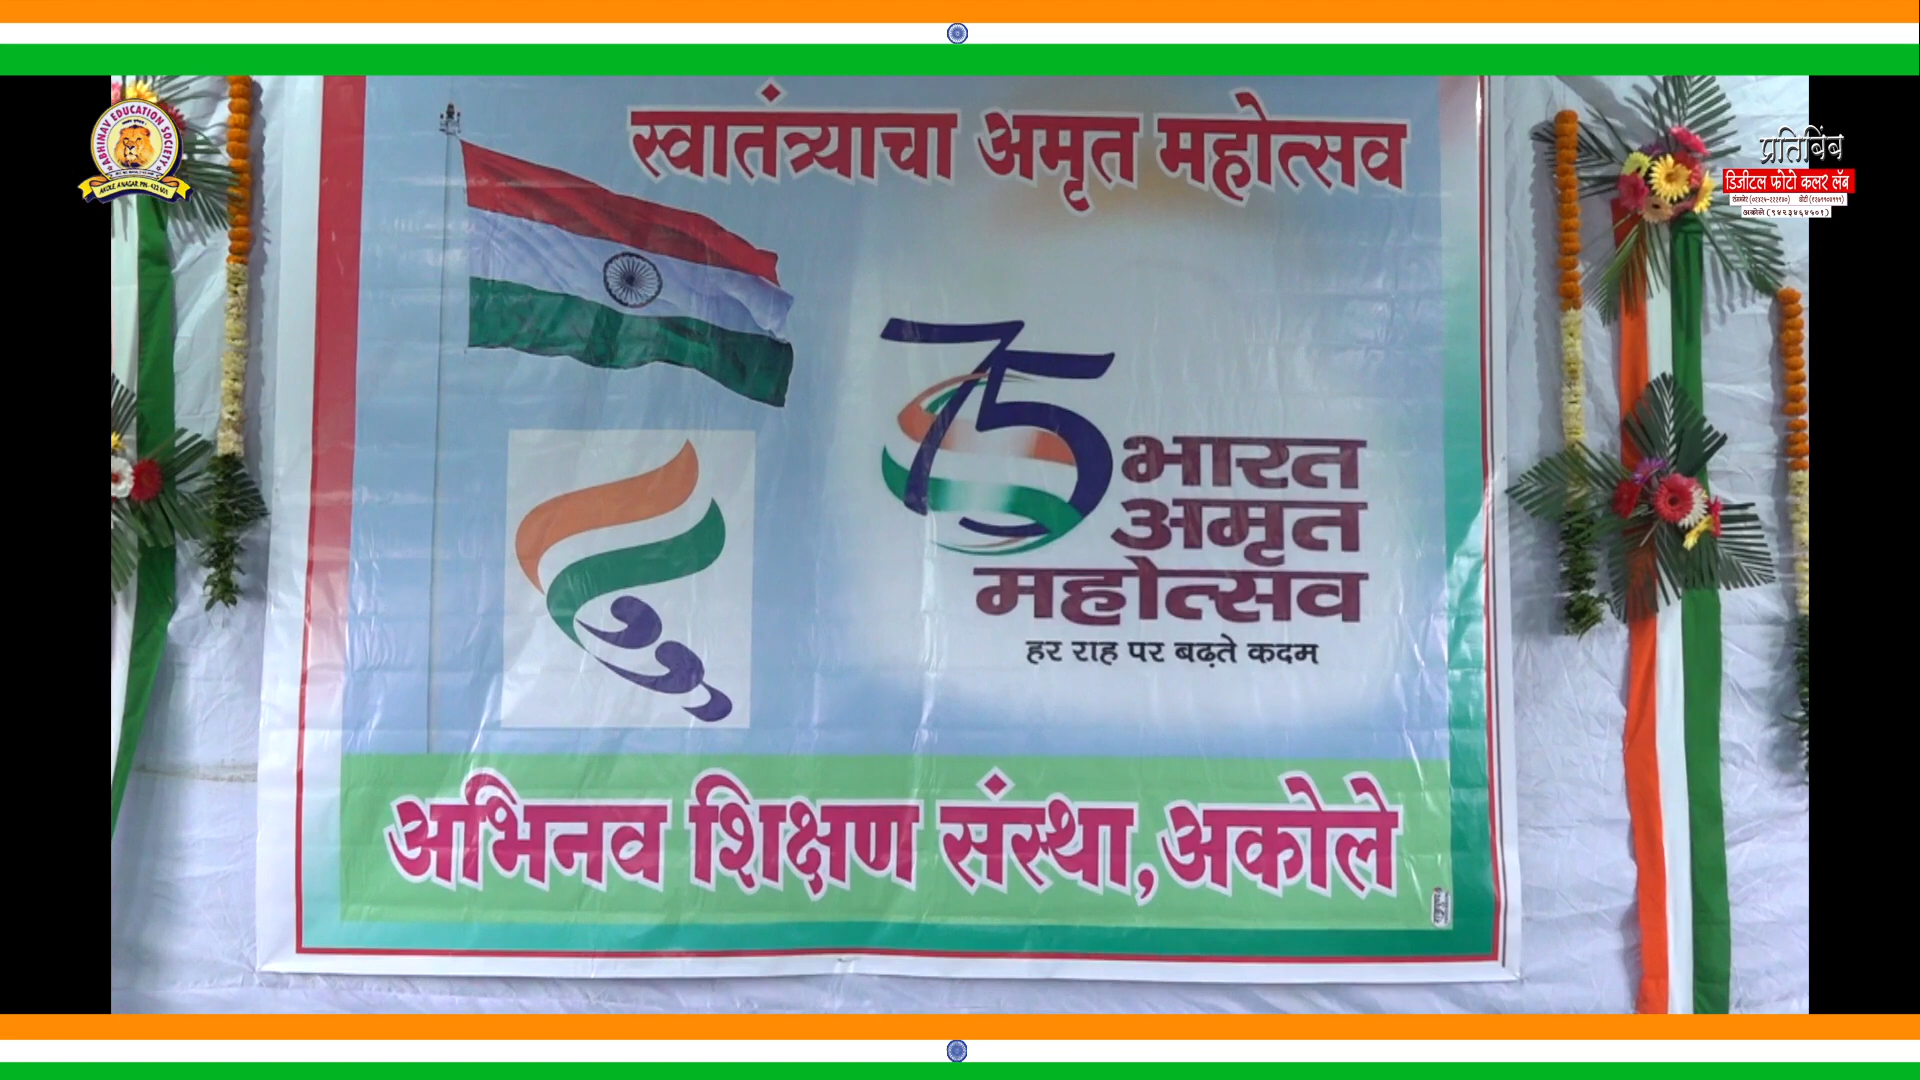 ABHINAV EDUCATION SOCIETY
प्रतिबिंब
डिजीटल फोटो कलर लॅब
स्वातंत्र्याचा अमृत महोत्सव
75
भारत
अमृत
महोत्सव
हर राह पर बढ़ते कदम
अभिनव शिक्षण संस्था,अकोले